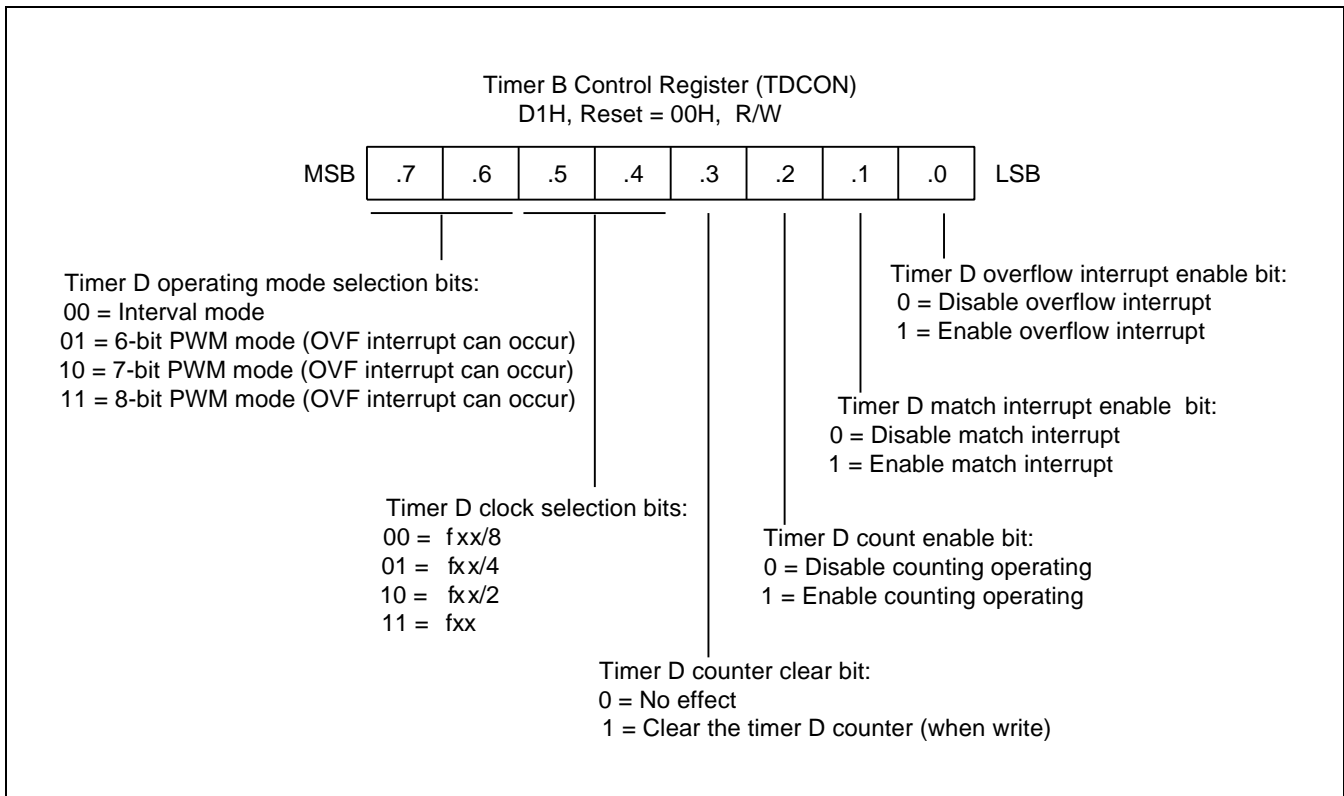 Timer B Control Register (TDCON)
D1H, Reset = 00H, R/W
MSB .7 .6 .5 .4 .3 .2 .1 .0 LSB
Timer D operating mode selection bits:
00 = Interval mode
01 = 6-bit PWM mode (OVF interrupt can occur)
10 = 7-bit PWM mode (OVF interrupt can occur)
11 = 8-bit PWM mode (OVF interrupt can occur)
Timer D overflow interrupt enable bit:
0 = Disable overflow interrupt
1 = Enable overflow interrupt
Timer D match interrupt enable bit:
0 = Disable match interrupt
1 = Enable match interrupt
Timer D clock selection bits:
00 = fxx/8
01 = fxx/4
10 = fxx/2
11 = fxx
Timer D count enable bit:
0 = Disable counting operating
1 = Enable counting operating
Timer D counter clear bit:
0 = No effect
1 = Clear the timer D counter (when write)